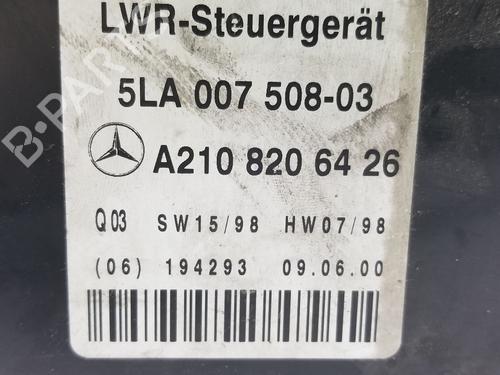 LWR-Steuergerät
5LA 007 508-03
A210 820 64 26
Q03 SW15/98 HW07/98
(06) 194293 09.06.00
B-PARTS